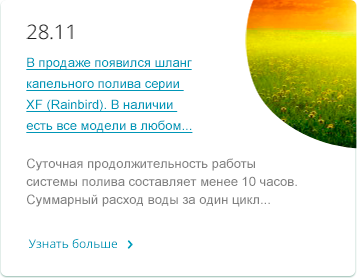 28.11
В продаже появился шланг
капельного полива серии
XF (Rainbird). В наличии
есть все модели в любом...
Суточная продолжительность работы
системы полива составляет менее 10 часов.
Суммарный расход воды за один цикл...
Узнать больше